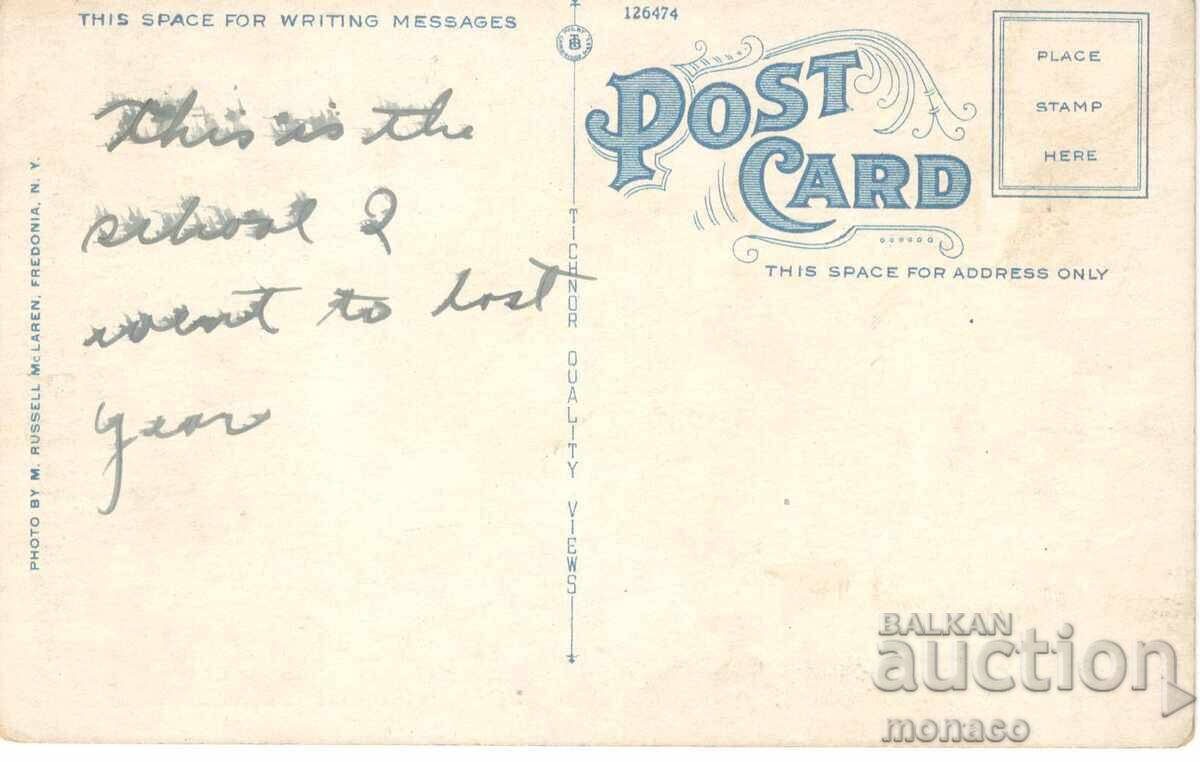 THIS SPACE FOR WRITING MESSAGES
This is the
school I
went to last
year
PHOTO BY M. RUSSELL McLAREN, FREDONIA, N. Y.
TICHNOR QUALITY VIEWS
126474
POST
CARD
PLACE
STAMP
HERE
THIS SPACE FOR ADDRESS ONLY
BALKAN
auction
monaco